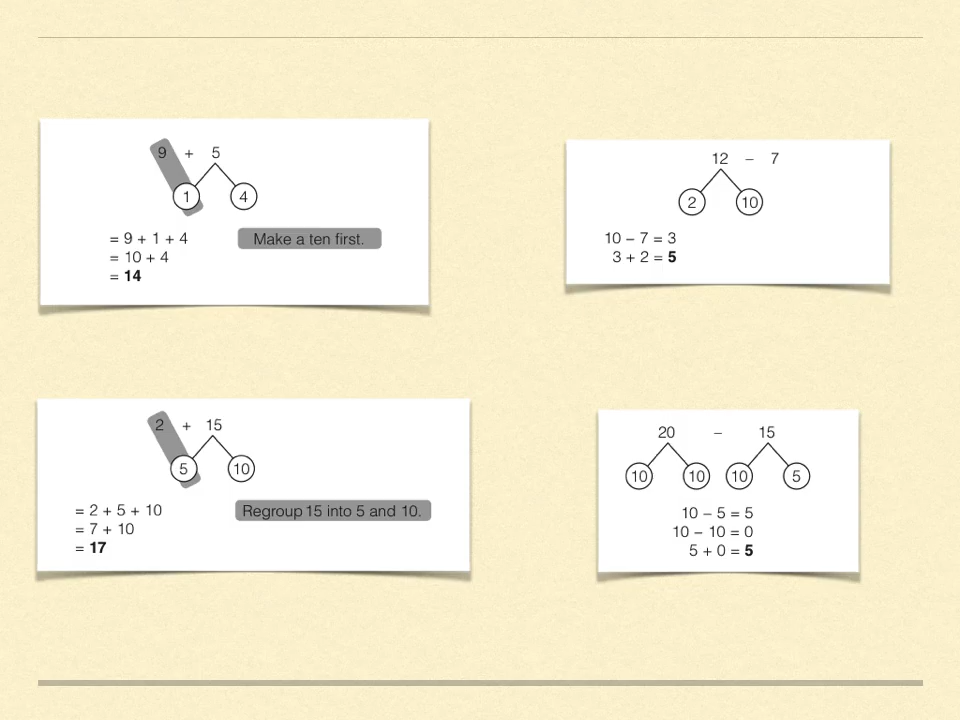 9 + 5
1 4
= 9 + 1 + 4
Make a ten first.
= 10 + 4
= 14
12 – 7
2 10
10 – 7 = 3
3 + 2 = 5
2 + 15
5 10
= 2 + 5 + 10
Regroup 15 into 5 and 10.
= 7 + 10
= 17
20 – 15
10 10 10 5
10 – 5 = 5
10 – 10 = 0
5 + 0 = 5